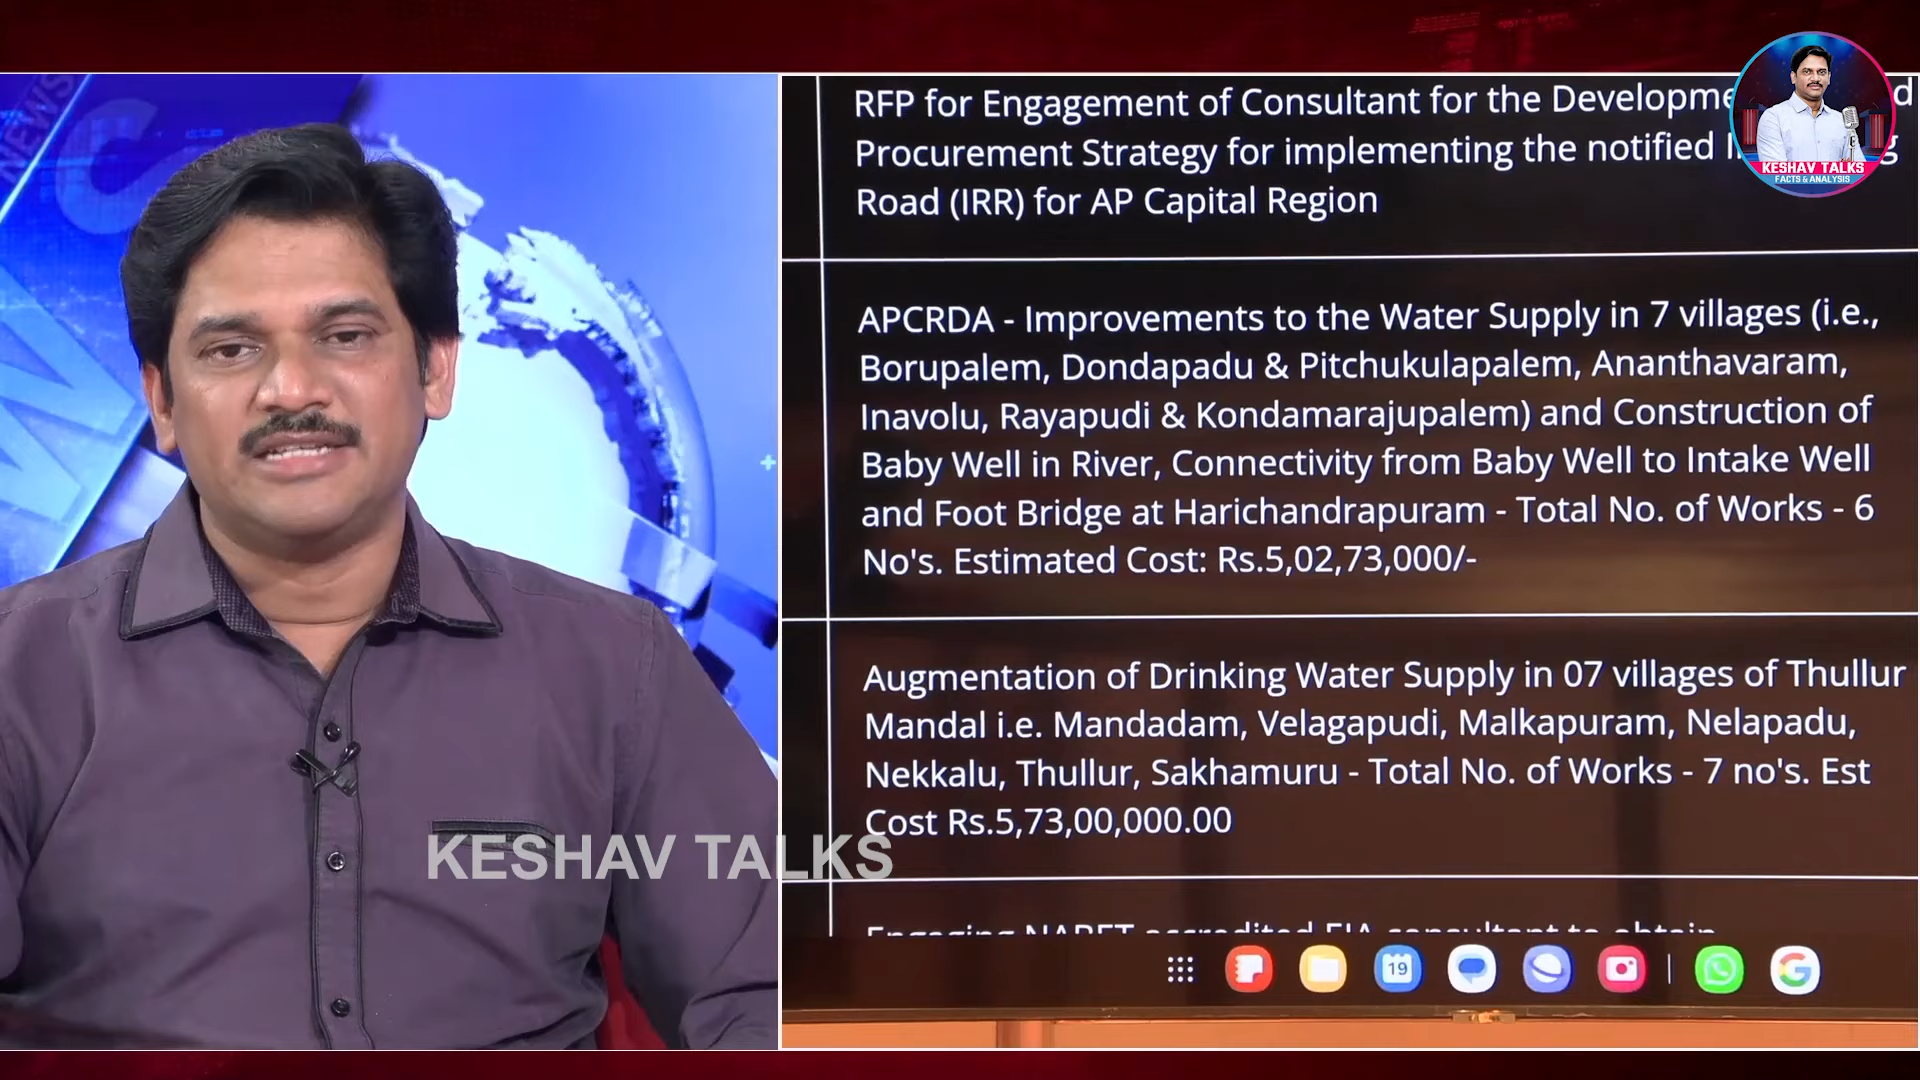 NEWS
RFP for Engagement of Consultant for the
Procurement Strategy for implementing the notified
Road (IRR) for AP Capital Region
APCRDA - Improvements to the Water Supply in 7 villages (i.e.,
Borupalem, Dondapadu & Pitchukulapalem, Ananthavaram,
Inavolu, Rayapudi & Kondamarajupalem) and Construction of
Baby Well in River, Connectivity from Baby Well to Intake Well
and Foot Bridge at Harichandrapuram - Total No. of Works - 6
No's. Estimated Cost: Rs.5,02,73,000/-
Augmentation of Drinking Water Supply in 07 villages of Thullur
Mandal i.e. Mandadam, Velagapudi, Malkapuram, Nelapadu,
Nekkalu, Thullur, Sakhamuru - Total No. of Works - 7 no's. Est
Cost Rs.5,73,00,000.00
19
KESHAV TALKS
FACTS & ANALYSIS
KESHAV TALKS